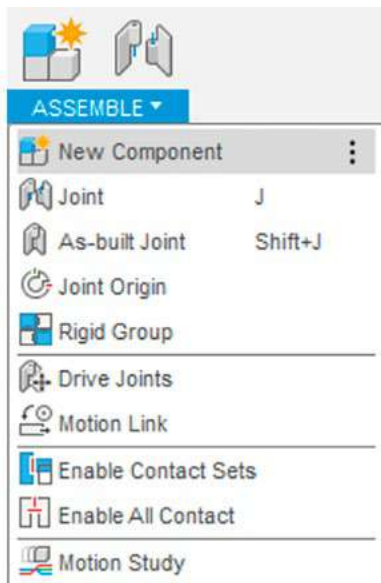 ASSEMBLE
New Component
Joint J
As-built Joint Shift+J
Joint Origin
Rigid Group
Drive Joints
Motion Link
Enable Contact Sets
Enable All Contact
Motion Study